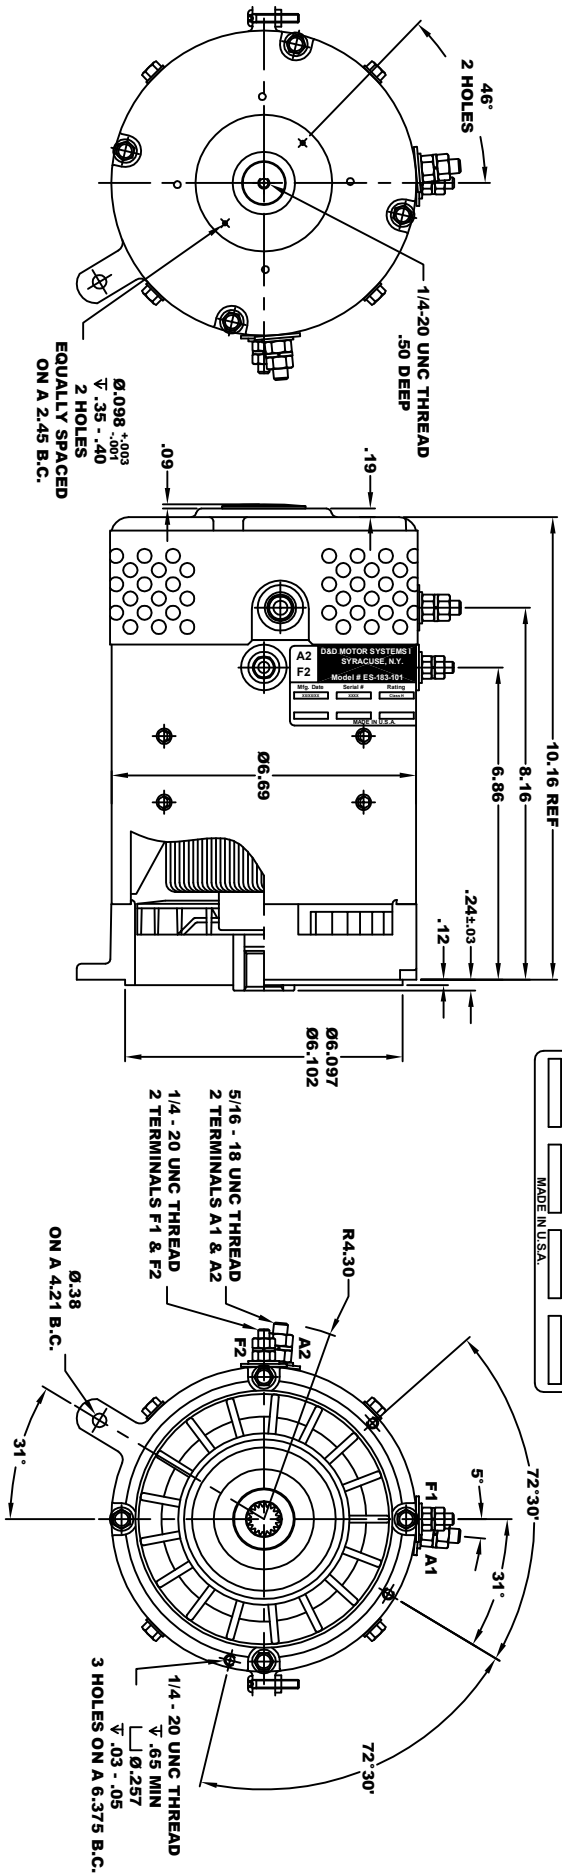 46°
2 HOLES
1/4-20 UNC THREAD
.50 DEEP
Ø.098 +.003
-.001
↧ .35 - .40
2 HOLES
EQUALLY SPACED
ON A 2.45 B.C.
.09
.19
10.16 REF
8.16
6.86
.24±.03
.12
Ø6.69
A2
F2
D&D MOTOR SYSTEMS I
SYRACUSE, N.Y.
Model # ES-183-101
Mfg. Date Serial # Rating
XXXXXX XXXX Class H
MADE IN U.S.A.
Ø6.097
Ø6.102
MADE IN U.S.A.
5/16 - 18 UNC THREAD
2 TERMINALS A1 & A2
1/4 - 20 UNC THREAD
2 TERMINALS F1 & F2
R4.30
A2
F2
Ø.38
ON A 4.21 B.C.
31°
72°30'
5°
F1
A1
31°
72°30'
1/4 - 20 UNC THREAD
↧ .65 MIN
⌴ Ø.257
↧ .03 - .05
3 HOLES ON A 6.375 B.C.